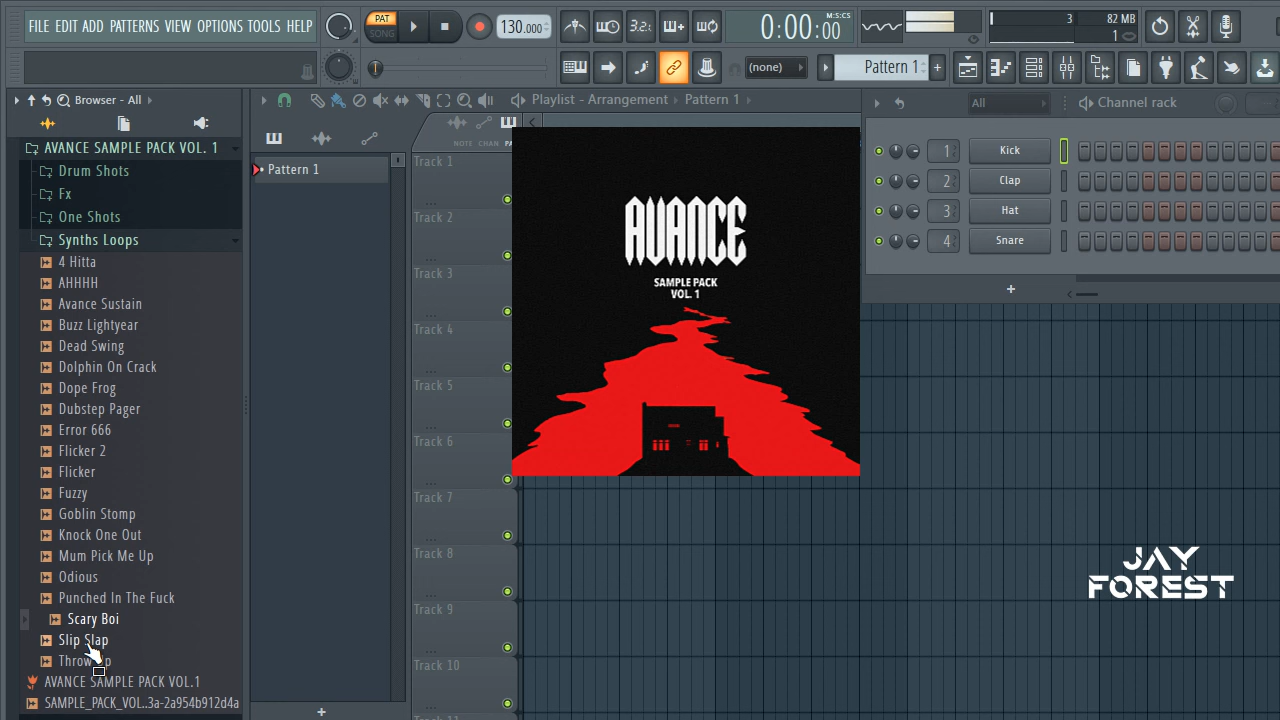 FILE EDIT ADD PATTERNS VIEW OPTIONS TOOLS HELP
PAT
SONG
130.000
3.2:
0:00:00
M:S:CS
3
82 MB
1
(none)
Pattern 1
+
Browser - All
Playlist - Arrangement
Pattern 1
All
Channel rack
AVANCE SAMPLE PACK VOL. 1
Drum Shots
Fx
One Shots
Synths Loops
4 Hitta
AHHHH
Avance Sustain
Buzz Lightyear
Dead Swing
Dolphin On Crack
Dope Frog
Dubstep Pager
Error 666
Flicker 2
Flicker
Fuzzy
Goblin Stomp
Knock One Out
Mum Pick Me Up
Odious
Punched In The Fuck
Scary Boi
Slip Slap
AVANCE SAMPLE PACK VOL.1
SAMPLE_PACK_VOL..3a-2a954b912d4a
Pattern 1
+
NOTE
CHAN
Track 1
...
Track 2
...
Track 3
...
Track 4
...
Track 5
...
Track 6
...
Track 7
...
Track 8
...
Track 9
...
Track 10
...
AVANCE
SAMPLE PACK
VOL. 1
1
Kick
2
Clap
3
Hat
4
Snare
+
JAY
FOREST